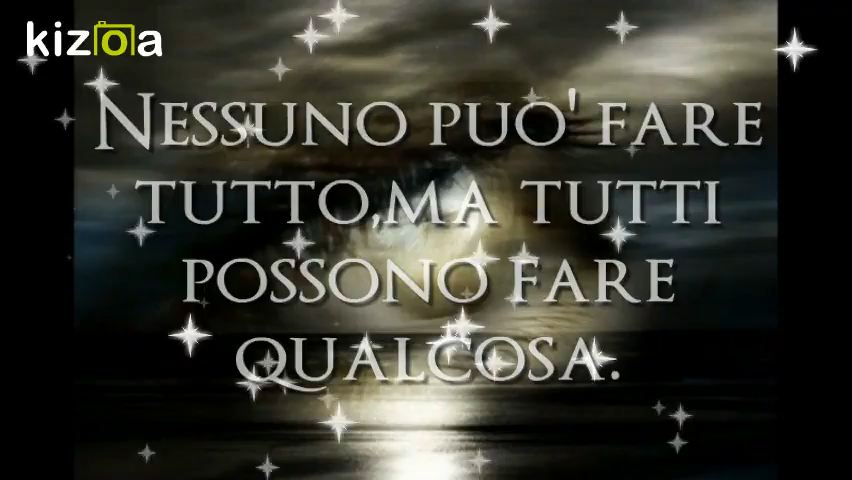 kizoa
NESSUNO PUO' FARE
TUTTO,MA TUTTI
POSSONO FARE
QUALCOSA.